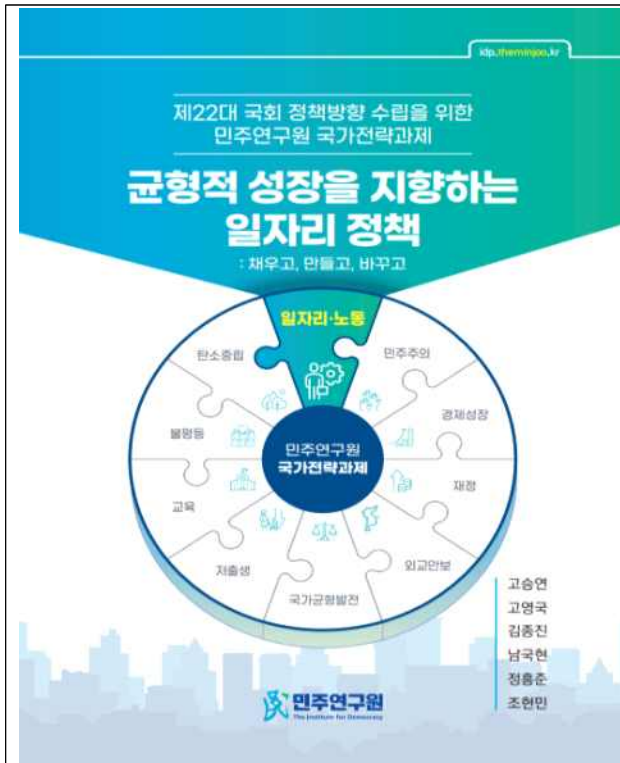 idp.theminjoo.kr
제22대 국회 정책방향 수립을 위한
민주연구원 국가전략과제
균형적 성장을 지향하는
일자리 정책
: 채우고, 만들고, 바꾸고
일자리·노동
탄소중립
민주주의
불평등
경제성장
민주연구원
국가전략과제
교육
재정
저출생
외교안보
국가균형발전
고승연
고영국
김종진
남국현
정흥준
조현민
민주연구원
The Institute for Democracy